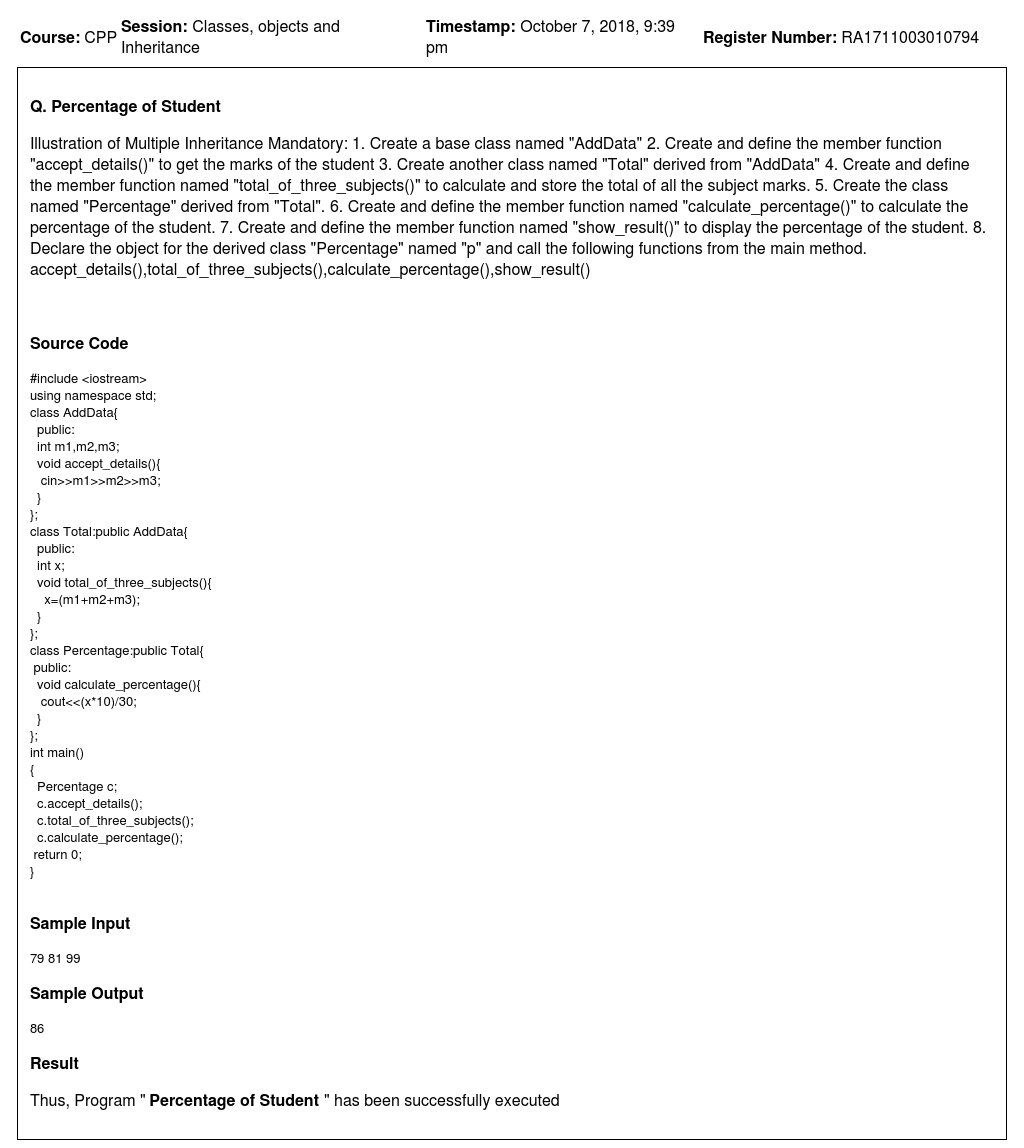 Course: CPP Session: Classes, objects and Inheritance Timestamp: October 7, 2018, 9:39 pm Register Number: RA1711003010794
Q. Percentage of Student
Illustration of Multiple Inheritance Mandatory: 1. Create a base class named "AddData" 2. Create and define the member function
"accept_details()" to get the marks of the student 3. Create another class named "Total" derived from "AddData" 4. Create and define
the member function named "total_of_three_subjects()" to calculate and store the total of all the subject marks. 5. Create the class
named "Percentage" derived from "Total". 6. Create and define the member function named "calculate_percentage()" to calculate the
percentage of the student. 7. Create and define the member function named "show_result()" to display the percentage of the student. 8.
Declare the object for the derived class "Percentage" named "p" and call the following functions from the main method.
accept_details(),total_of_three_subjects(),calculate_percentage(),show_result()
Source Code
#include <iostream>
using namespace std;
class AddData{
  public:
  int m1,m2,m3;
  void accept_details(){
   cin>>m1>>m2>>m3;
  }
};
class Total:public AddData{
  public:
  int x;
  void total_of_three_subjects(){
    x=(m1+m2+m3);
  }
};
class Percentage:public Total{
 public:
  void calculate_percentage(){
   cout<<(x*10)/30;
  }
};
int main()
{
  Percentage c;
  c.accept_details();
  c.total_of_three_subjects();
  c.calculate_percentage();
 return 0;
}
Sample Input
79 81 99
Sample Output
86
Result
Thus, Program " Percentage of Student " has been successfully executed